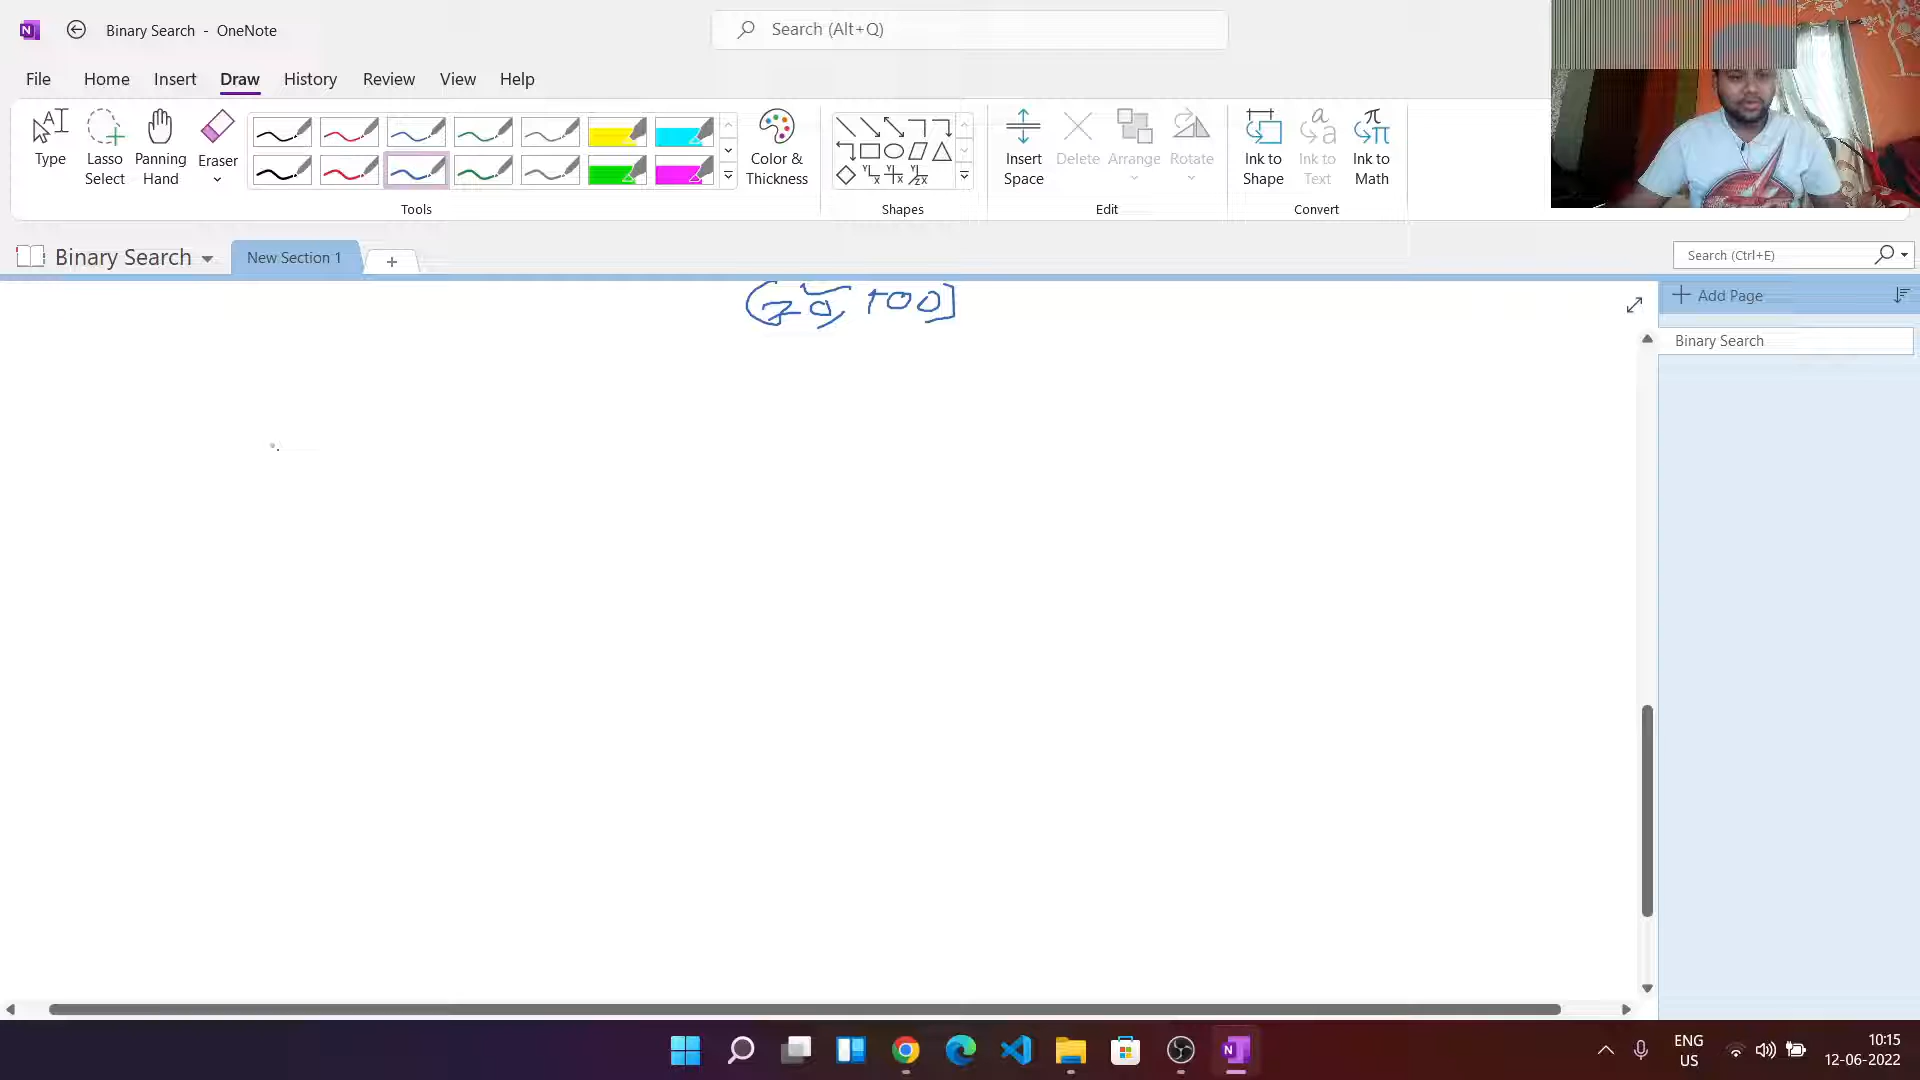 Binary Search - OneNote
Search (Alt+Q)
File Home Insert Draw History Review View Help
Type
Lasso Select
Panning Hand
Eraser
Color & Thickness
Insert Space
Delete
Arrange
Rotate
Ink to Shape
Ink to Text
Ink to Math
Tools
Shapes
Edit
Convert
Binary Search
New Section 1
Search (Ctrl+E)
Add Page
Binary Search
100]
ENG
US
10:15
12-06-2022